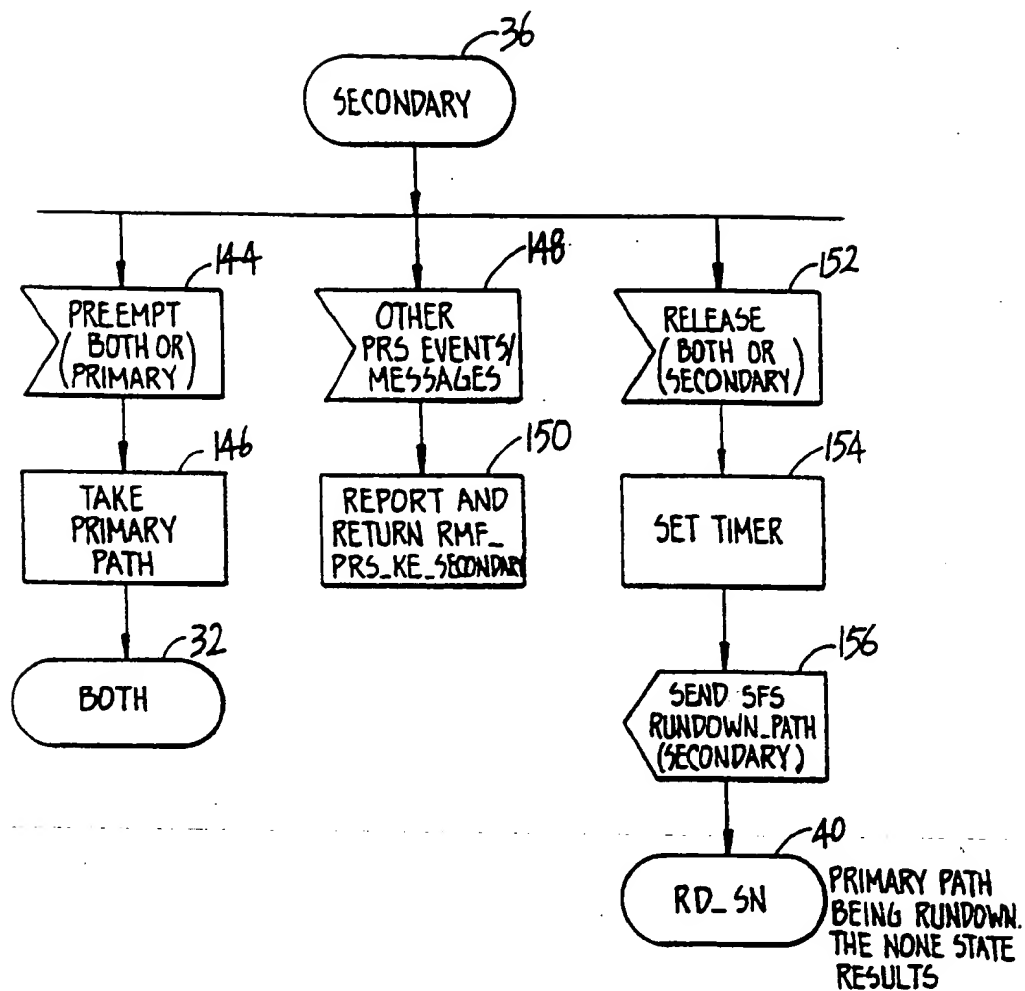 36
SECONDARY
144
PREEMPT
( BOTH OR )
PRIMARY
146
TAKE
PRIMARY
PATH
32
BOTH
148
OTHER
PRS EVENTS/
MESSAGES
150
REPORT AND
RETURN RMF_
PRS_KE_SECONDARY
152
RELEASE
( BOTH OR )
SECONDARY
154
SET TIMER
156
SEND SFS
RUNDOWN_PATH
(SECONDARY)
40
RD_SN
PRIMARY PATH
BEING RUNDOWN.
THE NONE STATE
RESULTS